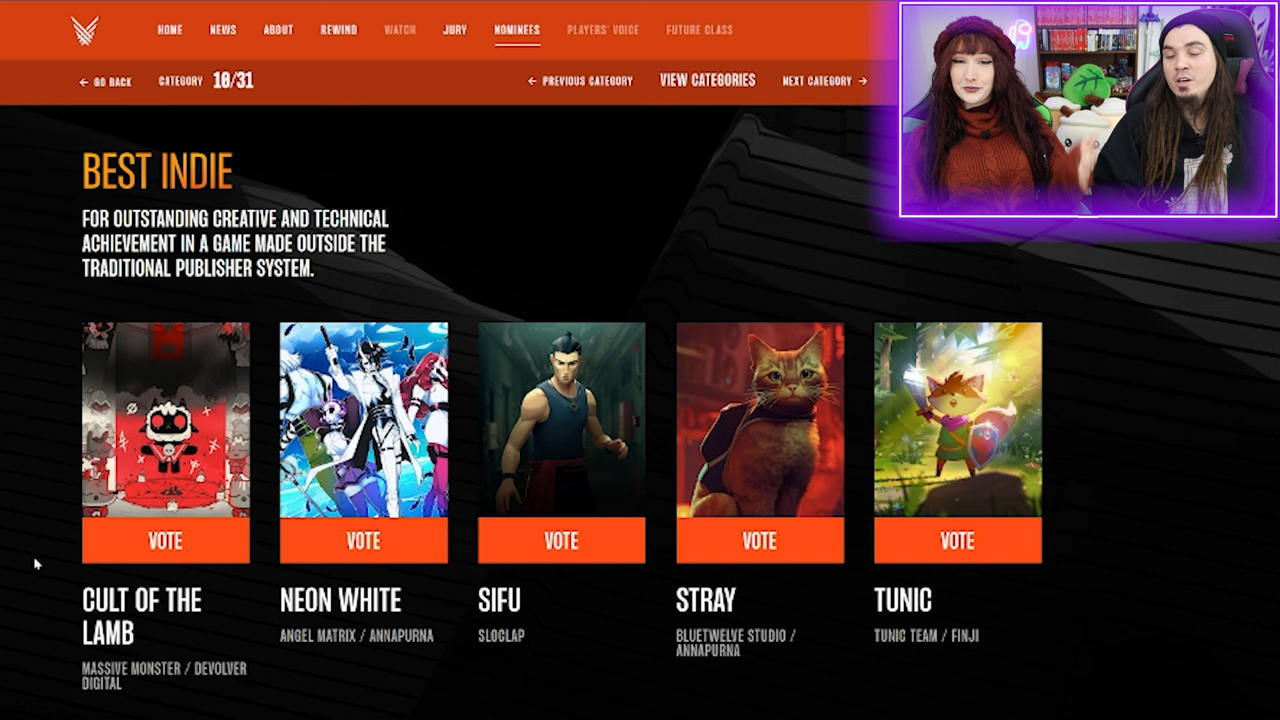 HOME NEWS ABOUT REWIND WATCH JURY NOMINEES PLAYERS' VOICE FUTURE CLASS
← GO BACK CATEGORY 10/31 ← PREVIOUS CATEGORY VIEW CATEGORIES NEXT CATEGORY →
BEST INDIE
FOR OUTSTANDING CREATIVE AND TECHNICAL
ACHIEVEMENT IN A GAME MADE OUTSIDE THE
TRADITIONAL PUBLISHER SYSTEM.
VOTE VOTE VOTE VOTE VOTE
CULT OF THE
LAMB
MASSIVE MONSTER / DEVOLVER
DIGITAL
NEON WHITE
ANGEL MATRIX / ANNAPURNA
SIFU
SLOCLAP
STRAY
BLUETWELVE STUDIO /
ANNAPURNA
TUNIC
TUNIC TEAM / FINJI